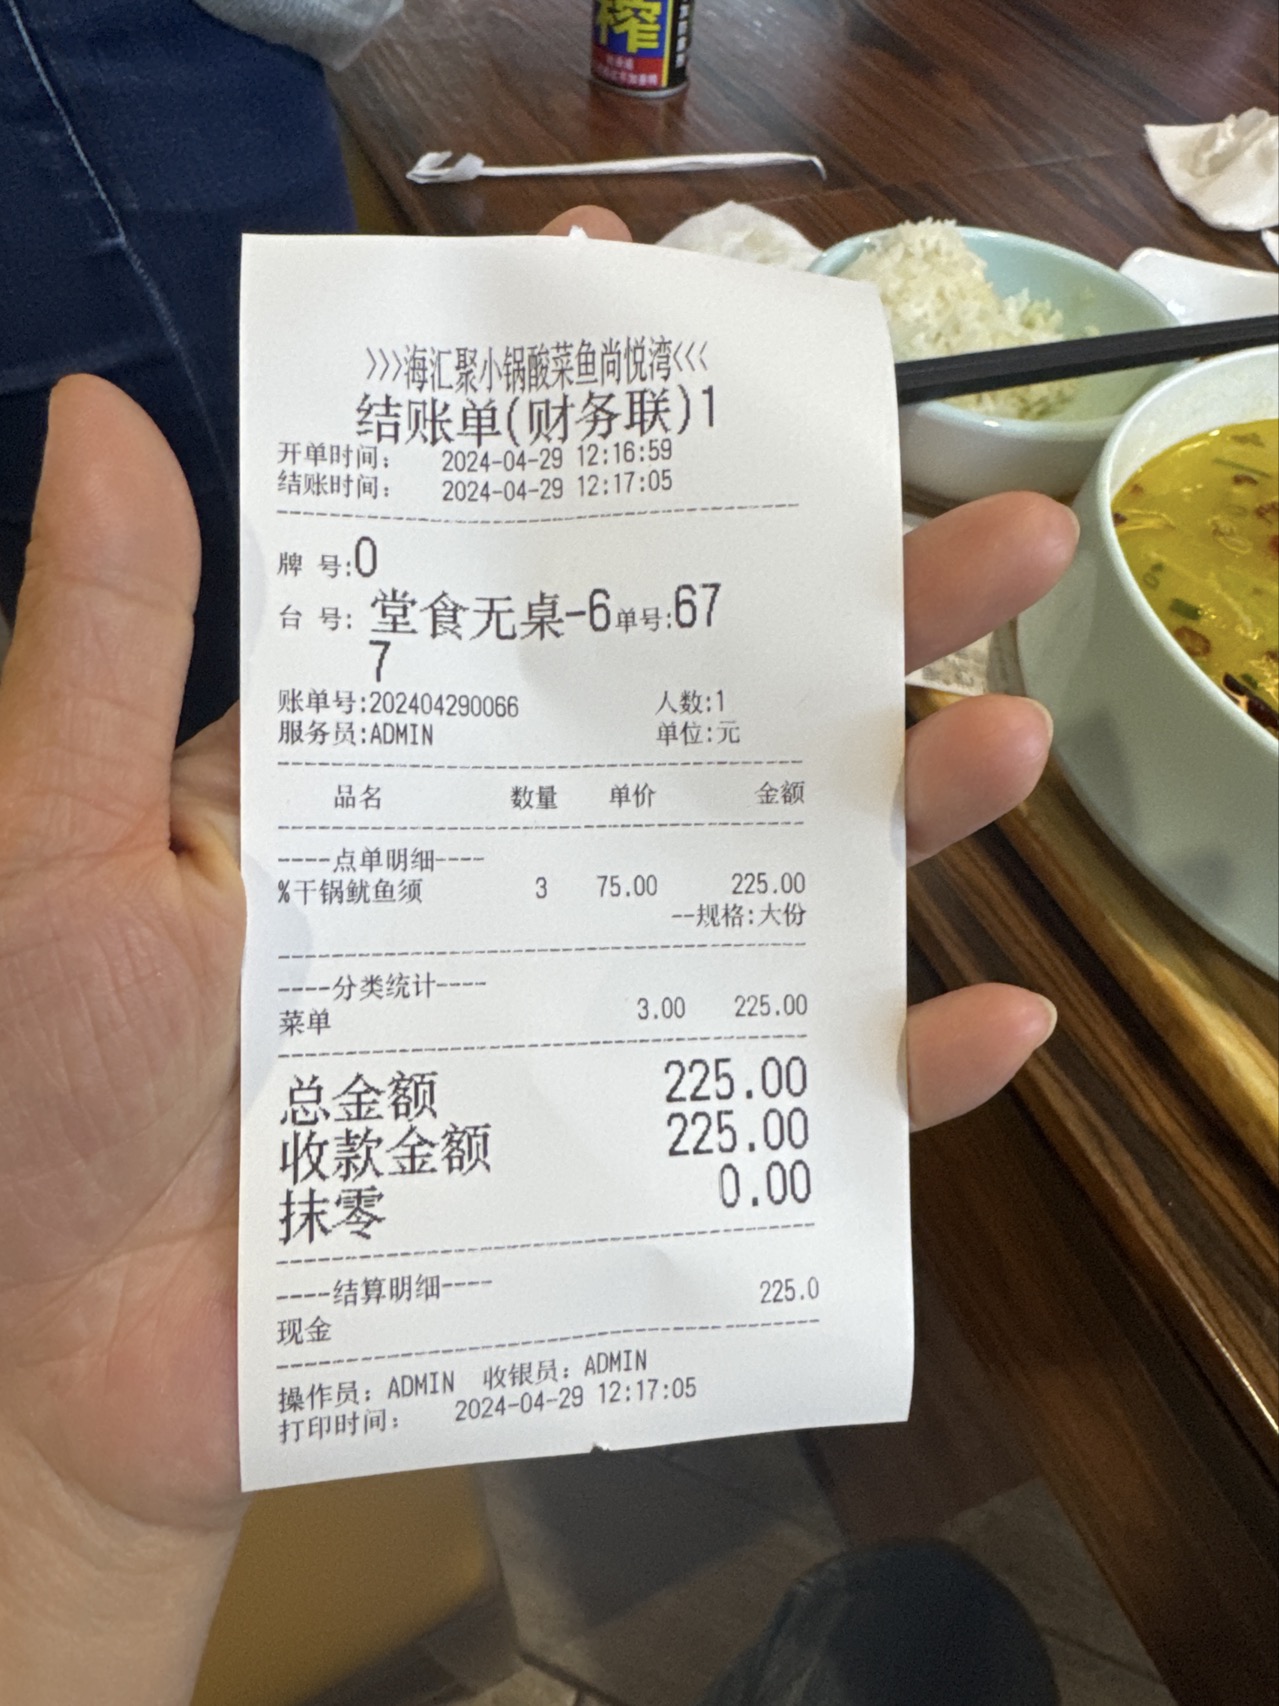 榨
>>>海汇聚小锅酸菜鱼尚悦湾<<<
结账单(财务联)1
开单时间: 2024-04-29 12:16:59
结账时间: 2024-04-29 12:17:05
牌 号:0
台 号: 堂食无桌-6单号:67
7
账单号:202404290066 人数:1
服务员:ADMIN 单位:元
品名 数量 单价 金额
----点单明细----
%干锅鱿鱼须 3 75.00 225.00
--规格:大份
----分类统计----
菜单 3.00 225.00
总金额 225.00
收款金额 225.00
抹零 0.00
----结算明细----
现金 225.0
操作员: ADMIN 收银员: ADMIN
打印时间: 2024-04-29 12:17:05